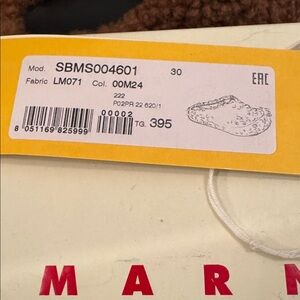 Mod. SBMS004601 30
Fabric LM071 Col. 00M24 EAC
222
P02PR 22 620/1
00002
8 051169 825999 TG. 395
MARN